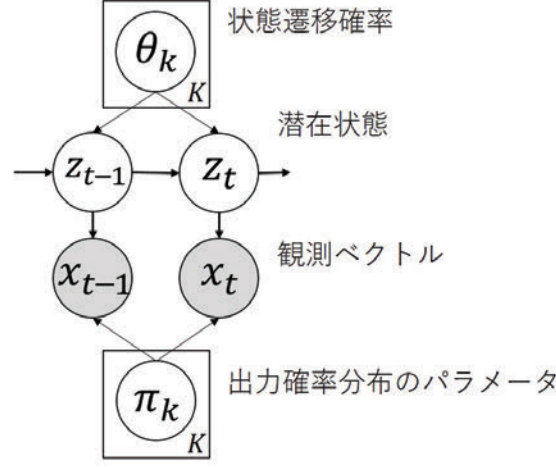 θ_k
K
状態遷移確率
潜在状態
z_{t-1}
z_t
x_{t-1}
x_t
観測ベクトル
π_k
K
出力確率分布のパラメータ